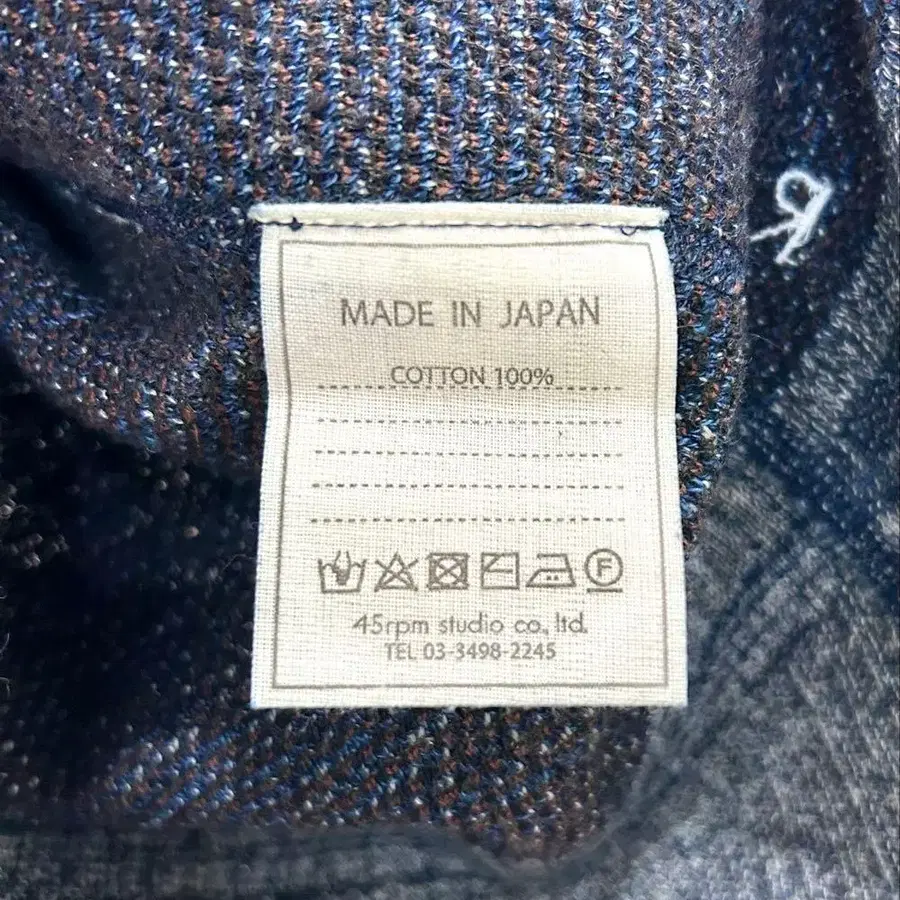 MADE IN JAPAN
COTTON 100%
F
45rpm studio co., ltd.
TEL 03-3498-2245
R